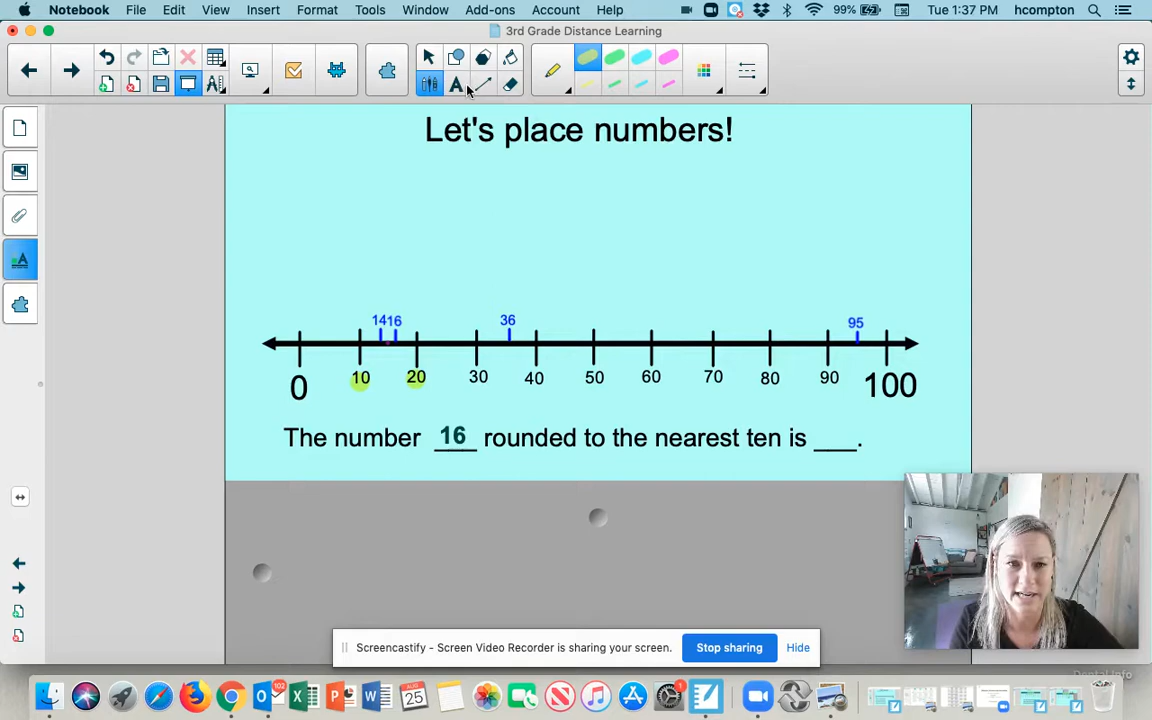 Notebook File Edit View Insert Format Tools Window Add-ons Account Help 99% Tue 1:37 PM hcompton
3rd Grade Distance Learning
Let's place numbers!
14 16 36 95
0 10 20 30 40 50 60 70 80 90 100
The number 16 rounded to the nearest ten is ___.
Screencastify - Screen Video Recorder is sharing your screen. Stop sharing Hide